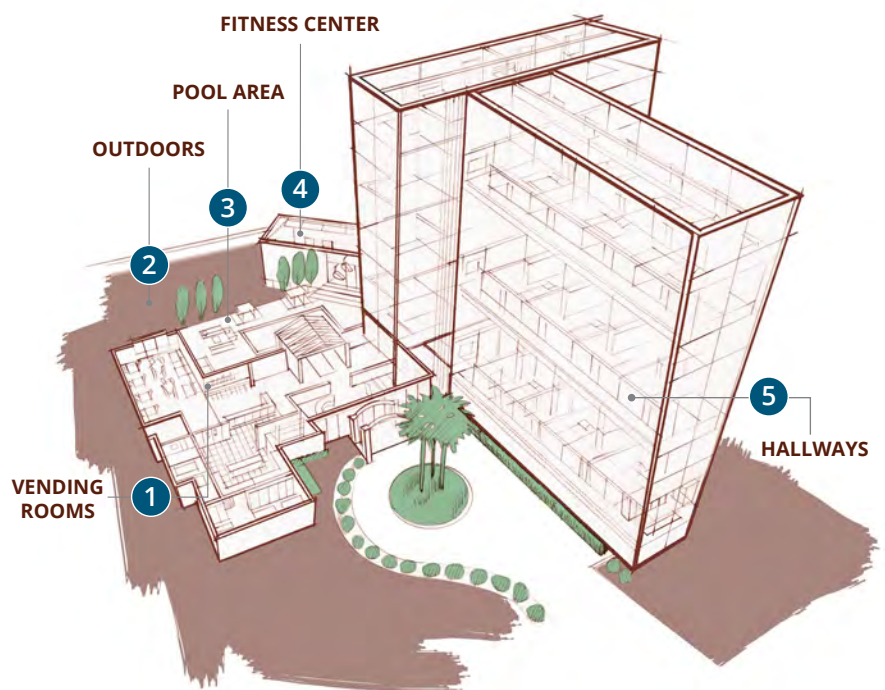 FITNESS CENTER
4
POOL AREA
3
OUTDOORS
2
5
HALLWAYS
VENDING
ROOMS
1